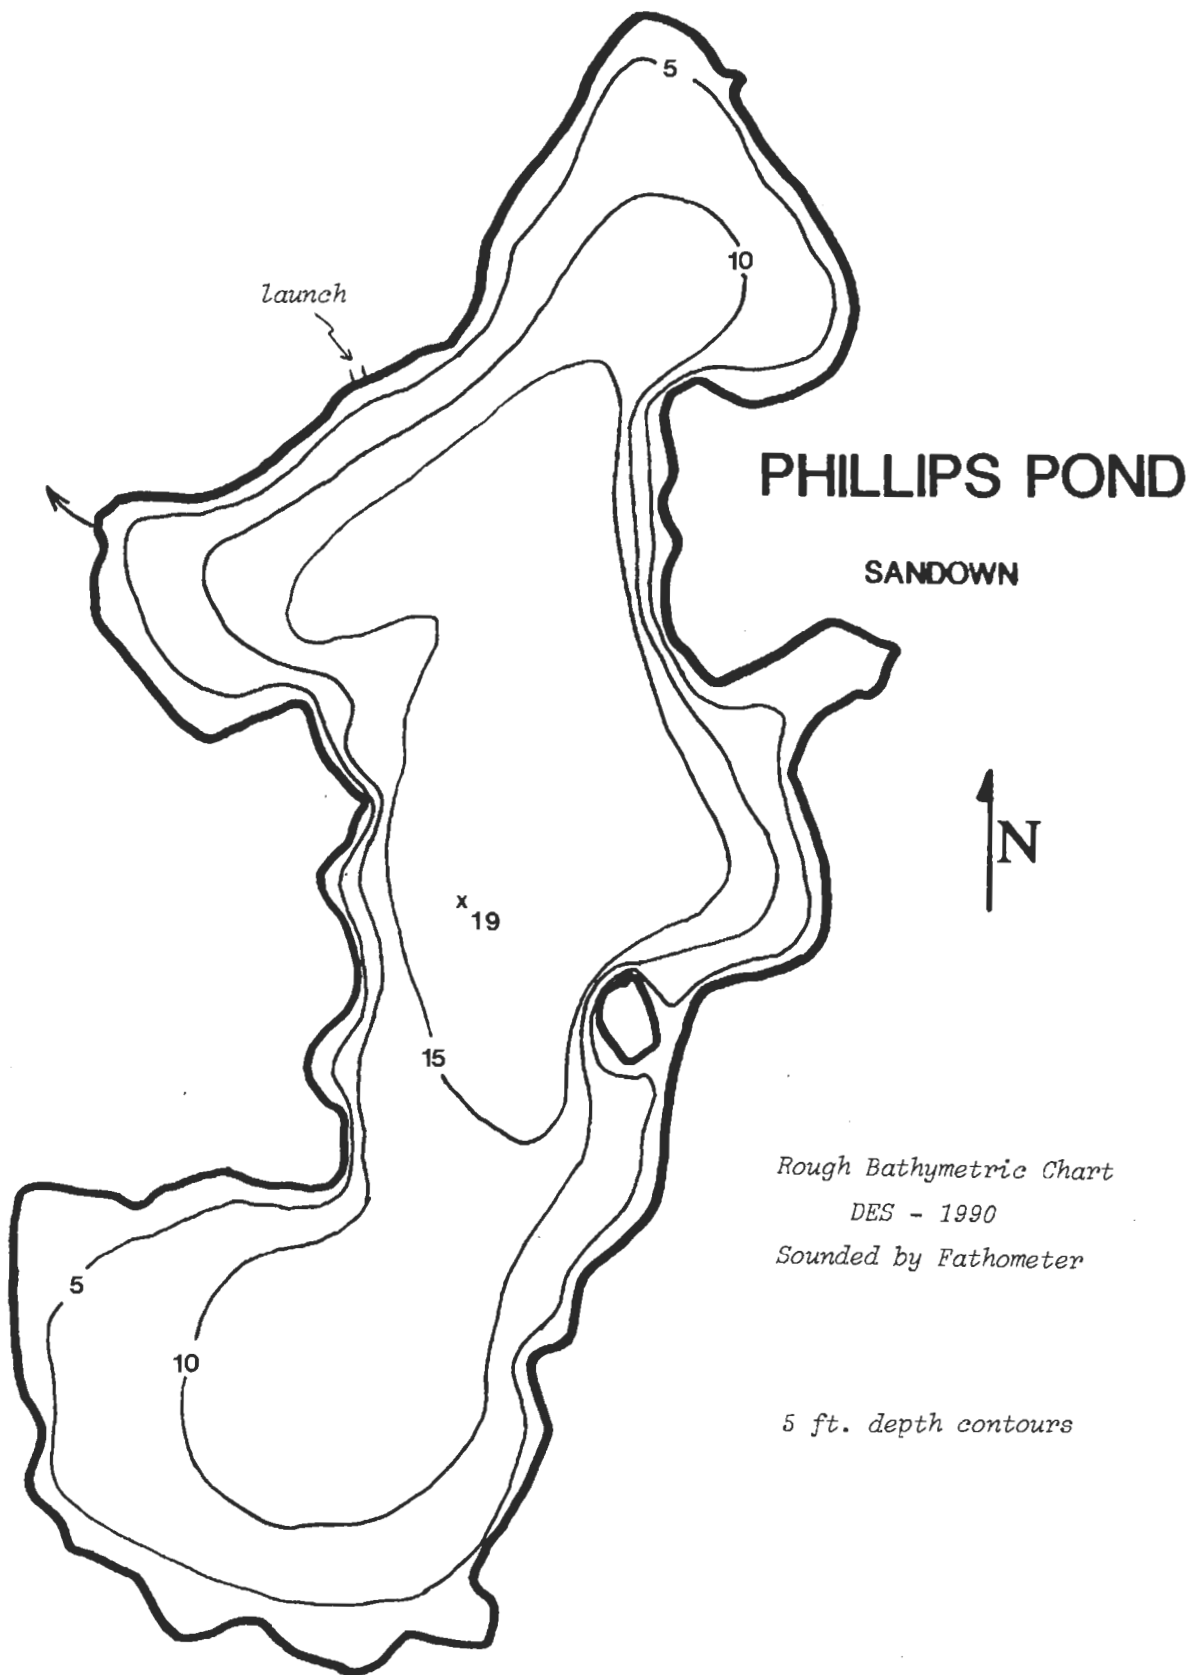 5
10
launch
PHILLIPS POND
SANDOWN
N
x
19
15
Rough Bathymetric Chart
DES - 1990
Sounded by Fathometer
5
10
5 ft. depth contours